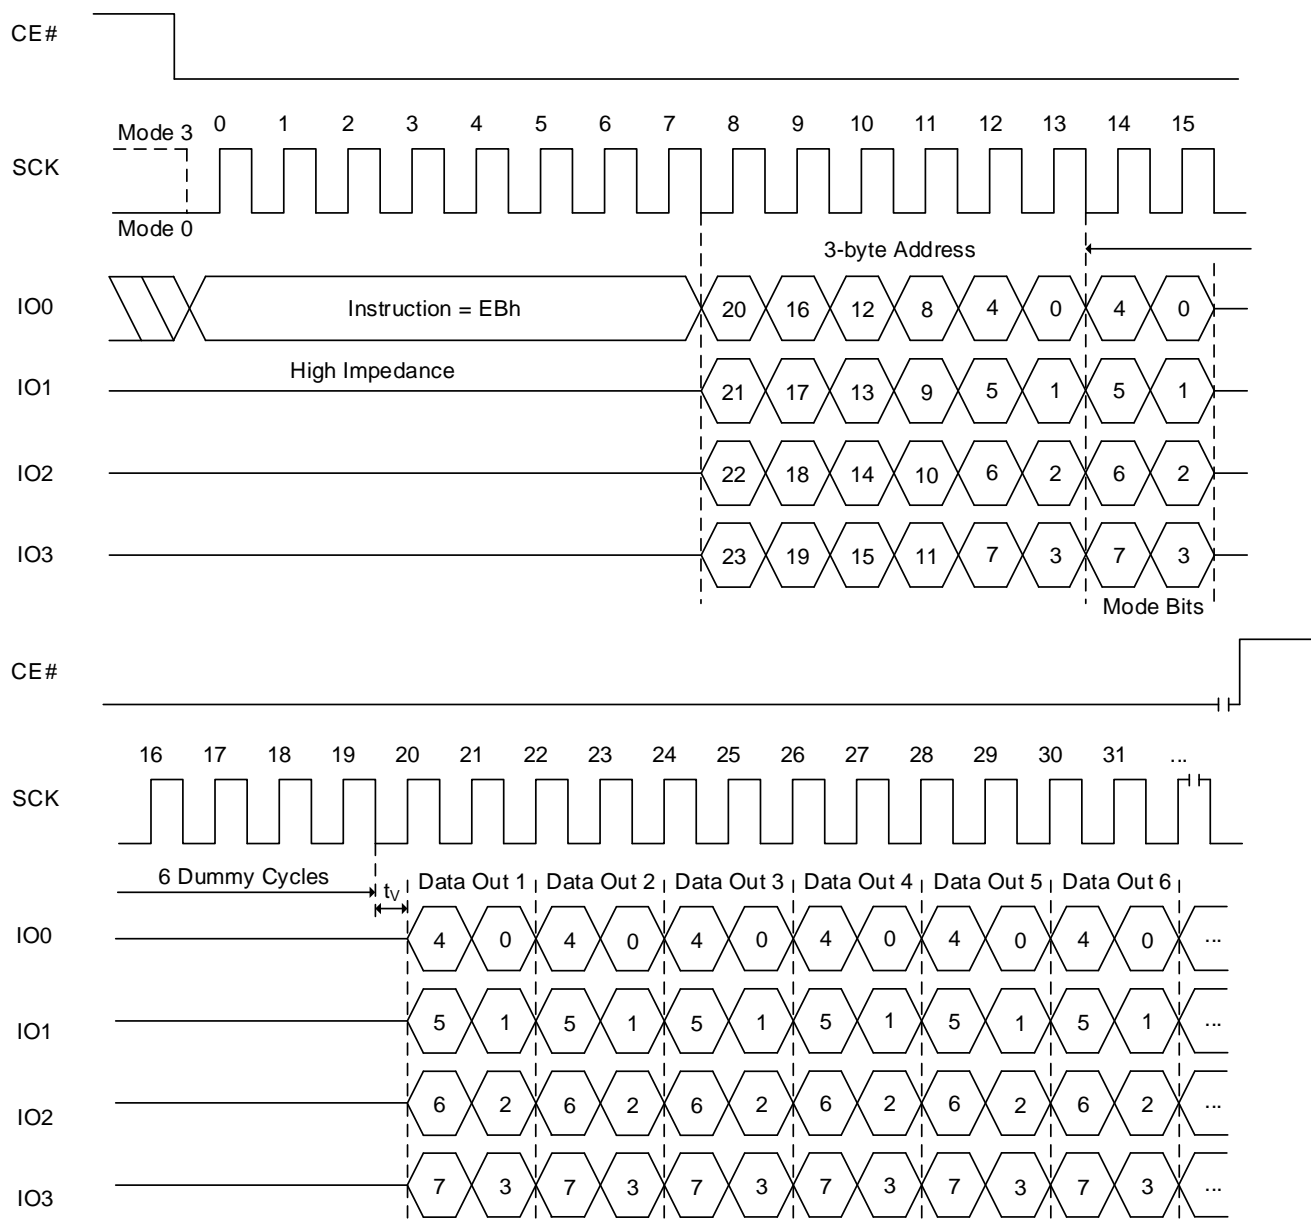 CE#
Mode 3 0 1 2 3 4 5 6 7 8 9 10 11 12 13 14 15
SCK
Mode 0
3-byte Address
IO0 Instruction = EBh 20 16 12 8 4 0 4 0
High Impedance
IO1 21 17 13 9 5 1 5 1
IO2 22 18 14 10 6 2 6 2
IO3 23 19 15 11 7 3 7 3
Mode Bits
CE#
16 17 18 19 20 21 22 23 24 25 26 27 28 29 30 31 ...
SCK
6 Dummy Cycles tV Data Out 1 Data Out 2 Data Out 3 Data Out 4 Data Out 5 Data Out 6
IO0 4 0 4 0 4 0 4 0 4 0 4 0 ...
IO1 5 1 5 1 5 1 5 1 5 1 5 1 ...
IO2 6 2 6 2 6 2 6 2 6 2 6 2 ...
IO3 7 3 7 3 7 3 7 3 7 3 7 3 ...